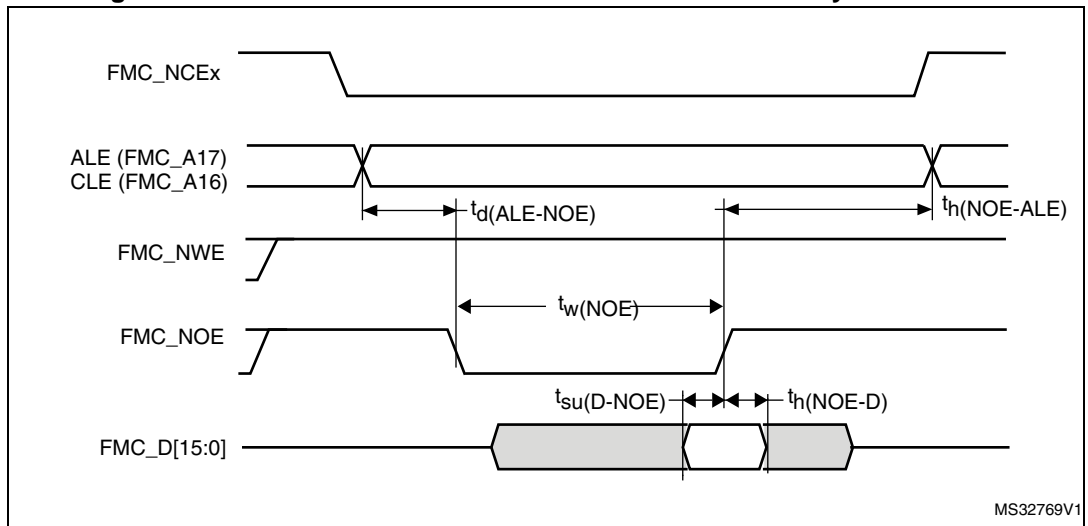 FMC_NCEx
ALE (FMC_A17)
CLE (FMC_A16)
td(ALE-NOE)
th(NOE-ALE)
FMC_NWE
tw(NOE)
FMC_NOE
tsu(D-NOE)
th(NOE-D)
FMC_D[15:0]
MS32769V1